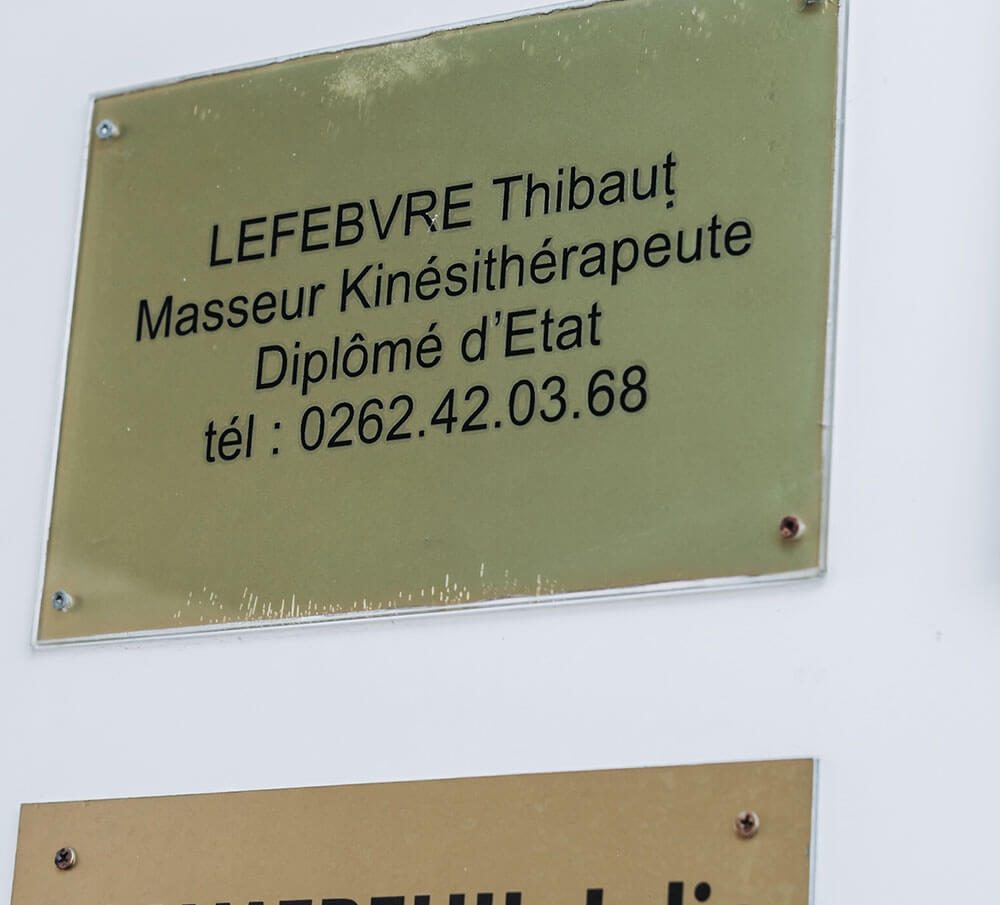 LEFEBVRE Thibaut
Masseur Kinésithérapeute
Diplômé d'Etat
tél : 0262.42.03.68